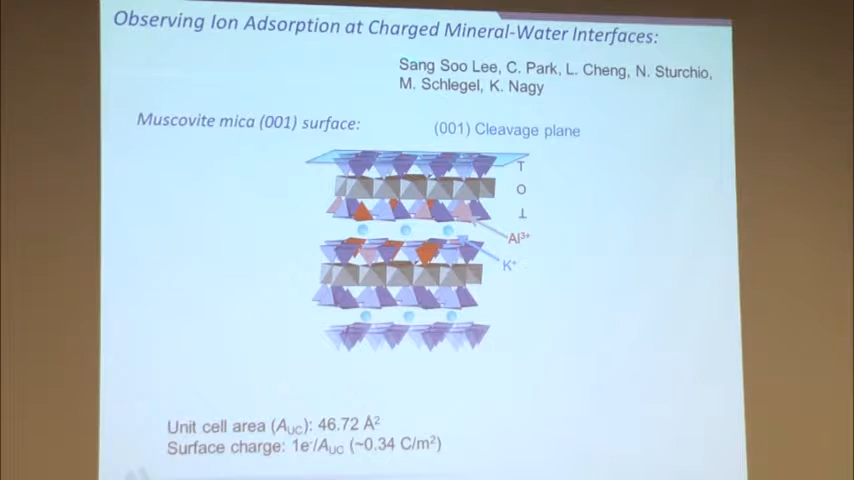 Observing Ion Adsorption at Charged Mineral-Water Interfaces:
Sang Soo Lee, C. Park, L. Cheng, N. Sturchio,
M. Schlegel, K. Nagy
Muscovite mica (001) surface:
(001) Cleavage plane
T
O
⊥
Al³⁺
K⁺
Unit cell area (A_UC): 46.72 Å²
Surface charge: 1e⁻/A_UC (~0.34 C/m²)